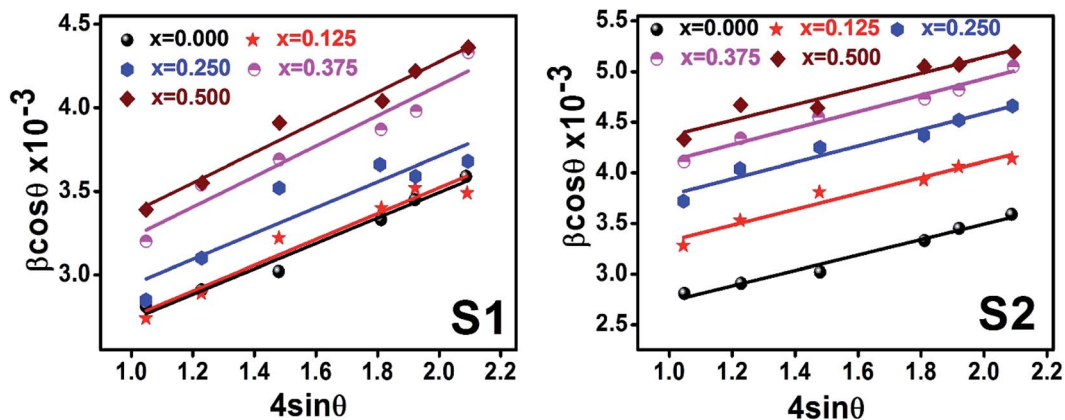 4.5
4.0
3.5
3.0
βcosθ x10⁻³
x=0.000 x=0.125
x=0.250 x=0.375
x=0.500
S1
1.0 1.2 1.4 1.6 1.8 2.0 2.2
4sinθ
5.5
5.0
4.5
4.0
3.5
3.0
2.5
βcosθ x10⁻³
x=0.000 x=0.125 x=0.250
x=0.375 x=0.500
S2
1.0 1.2 1.4 1.6 1.8 2.0 2.2
4sinθ